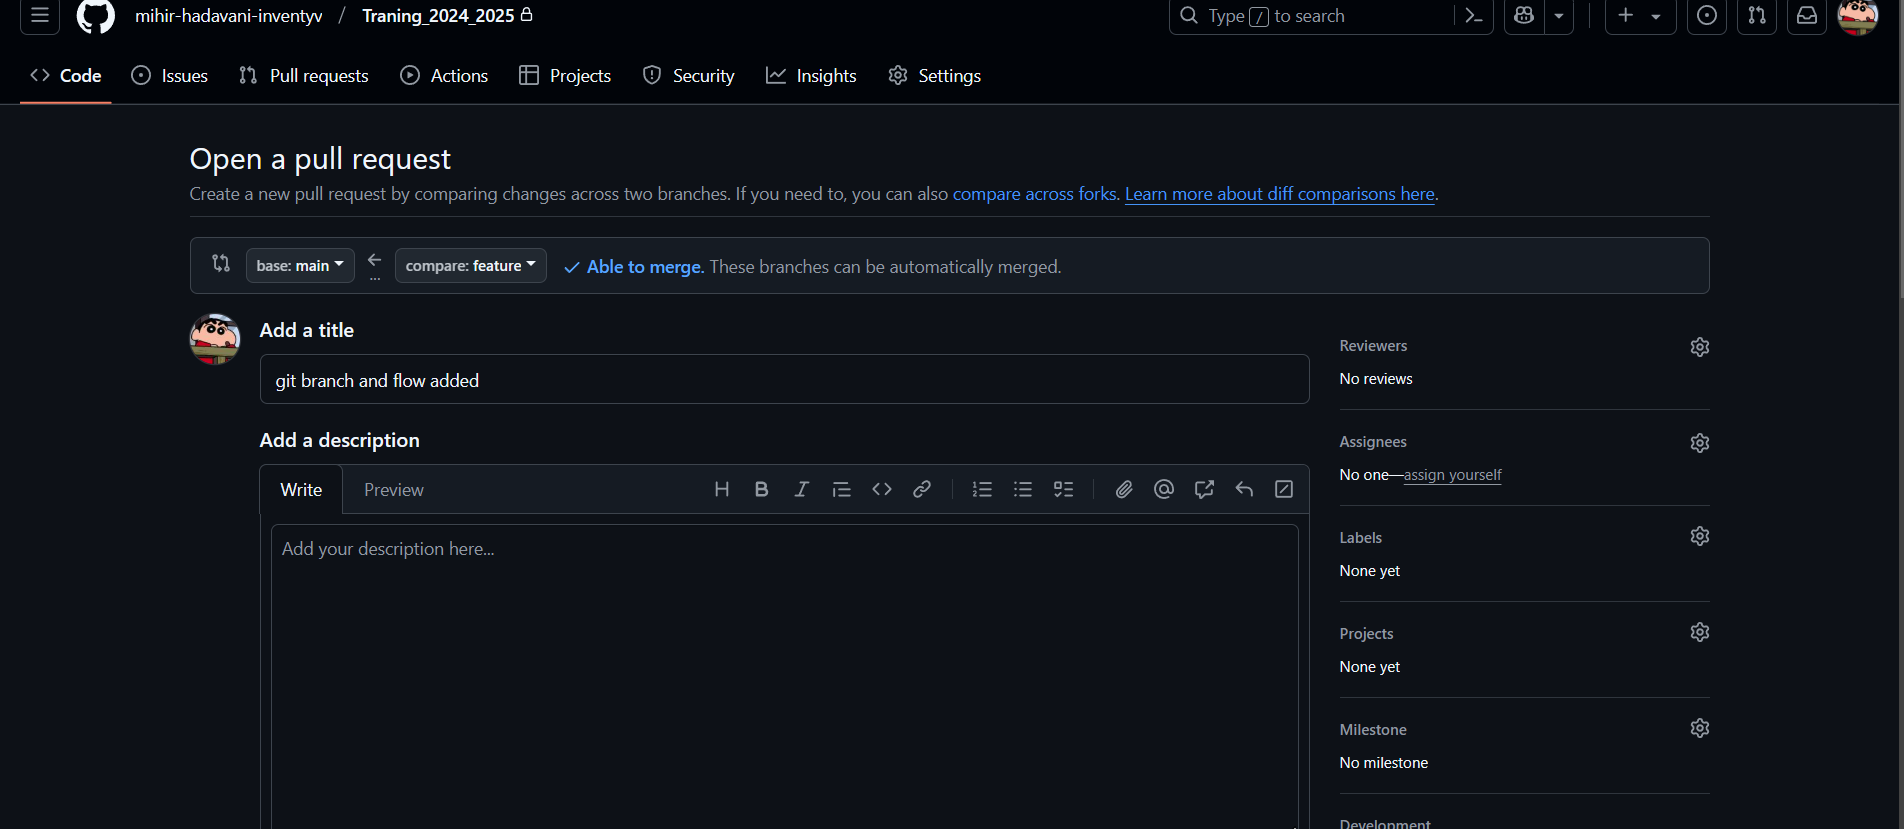 mihir-hadavani-inventyv / Traning_2024_2025
Type / to search
Code Issues Pull requests Actions Projects Security Insights Settings
Open a pull request
Create a new pull request by comparing changes across two branches. If you need to, you can also compare across forks. Learn more about diff comparisons here.
base: main compare: feature Able to merge. These branches can be automatically merged.
Add a title
git branch and flow added
Add a description
Write Preview
Add your description here...
Reviewers
No reviews
Assignees
No one—assign yourself
Labels
None yet
Projects
None yet
Milestone
No milestone
Development